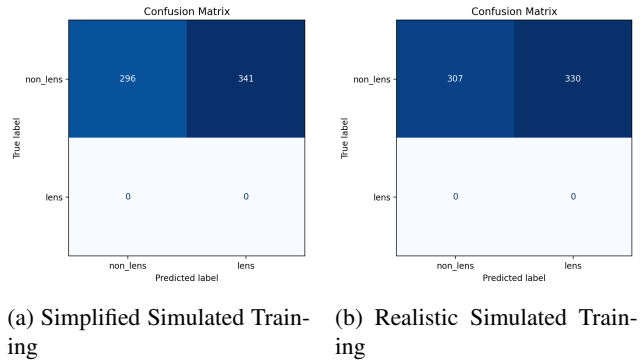 Confusion Matrix
non_lens
296
341
True label
lens
0
0
non_lens
lens
Predicted label
(a) Simplified Simulated Train-
ing
Confusion Matrix
non_lens
307
330
True label
lens
0
0
non_lens
lens
Predicted label
(b) Realistic Simulated Train-
ing